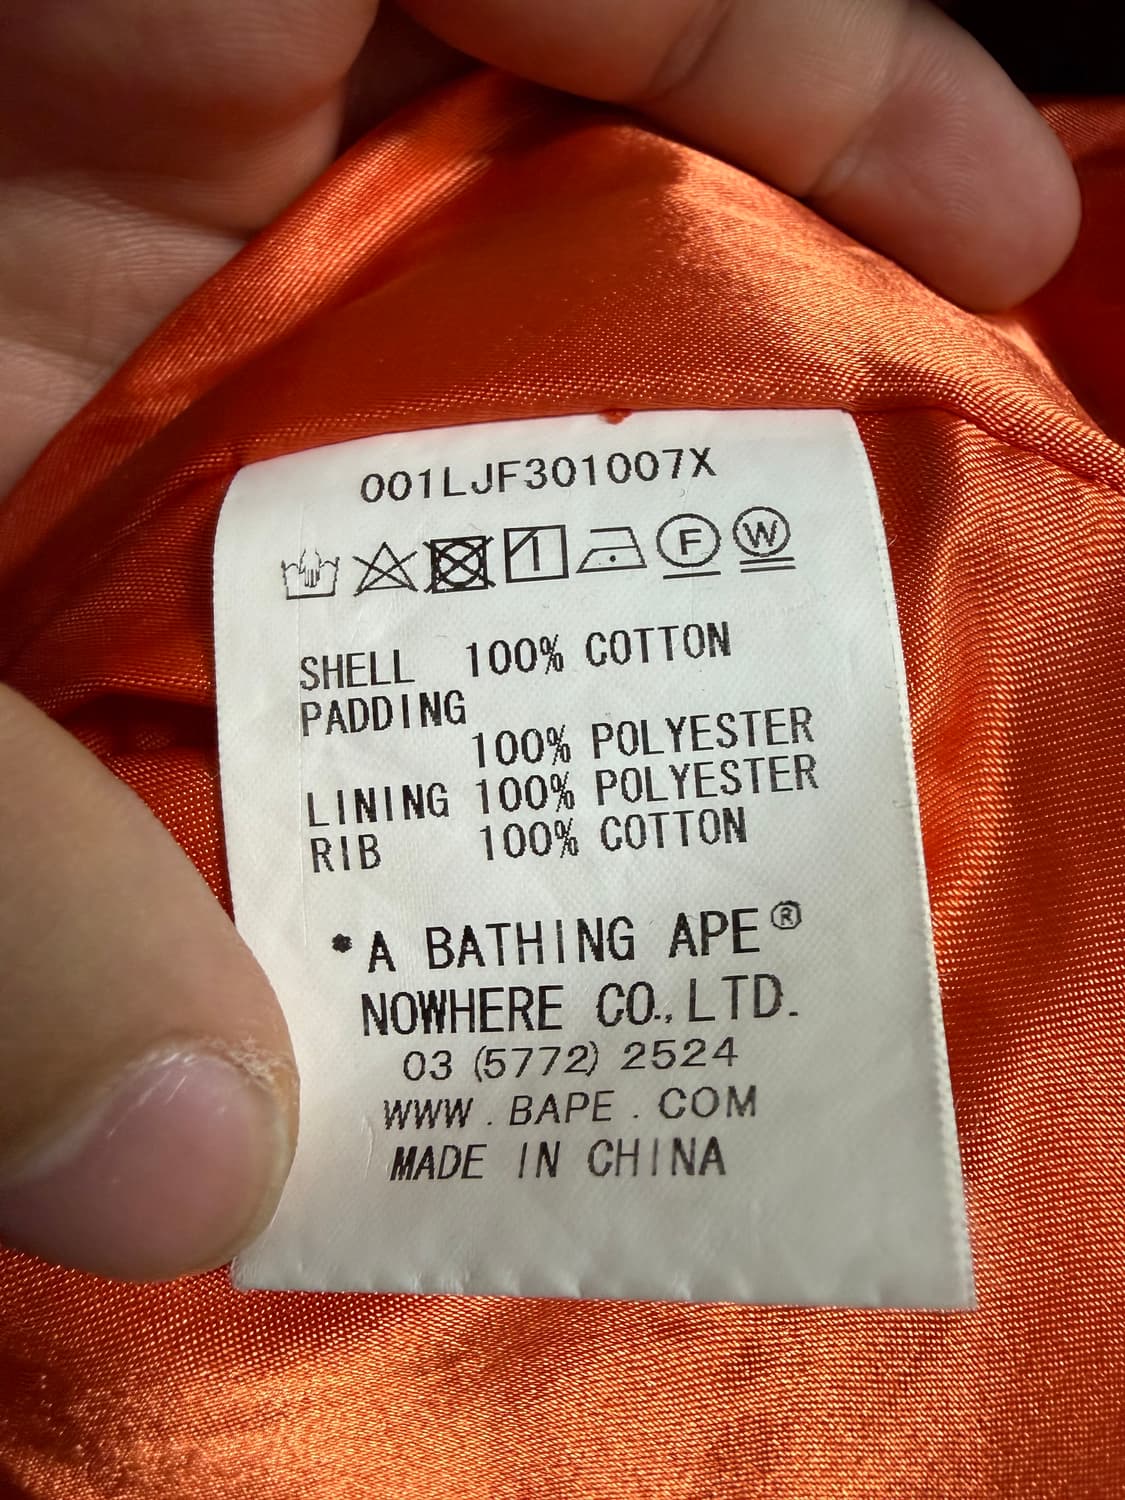 001LJF301007X
F W
SHELL 100% COTTON
PADDING
100% POLYESTER
LINING 100% POLYESTER
RIB 100% COTTON
*A BATHING APE®
NOWHERE CO.,LTD.
03 (5772) 2524
WWW.BAPE.COM
MADE IN CHINA